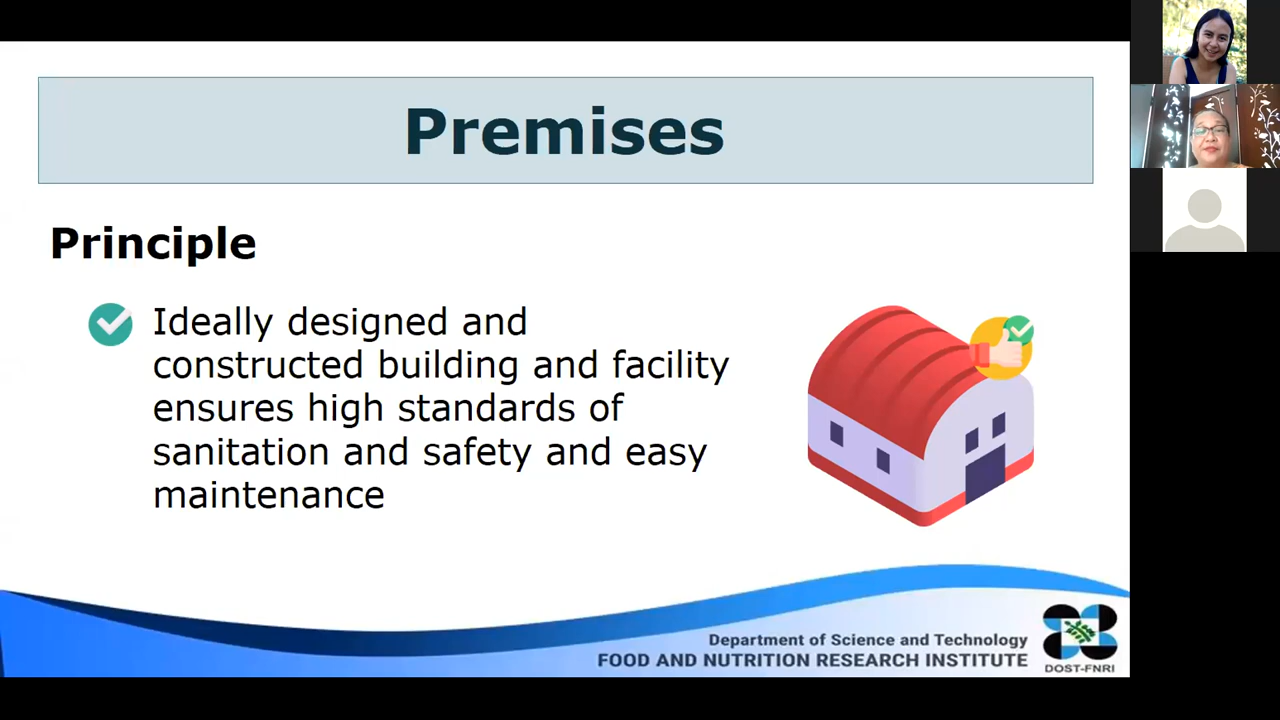 Premises
Principle
Ideally designed and
constructed building and facility
ensures high standards of
sanitation and safety and easy
maintenance
Department of Science and Technology
FOOD AND NUTRITION RESEARCH INSTITUTE
DOST-FNRI